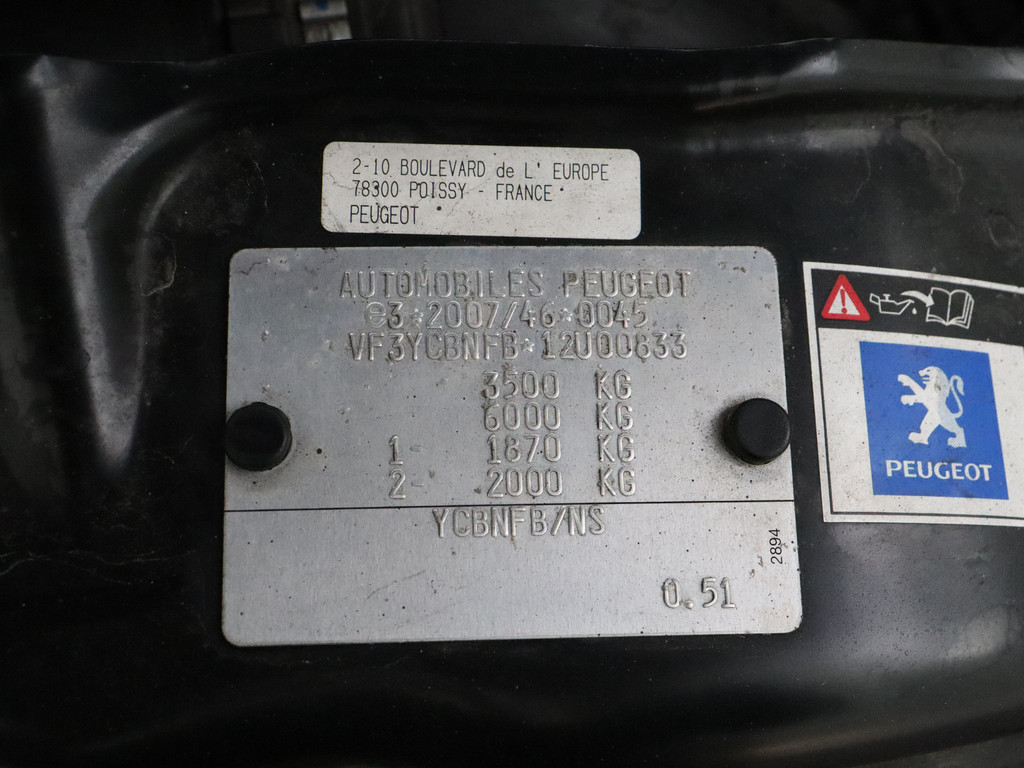 2-10 BOULEVARD de L' EUROPE
78300 POISSY - FRANCE
PEUGEOT
AUTOMOBILES PEUGEOT
e3*2007/46*0045
VF3YCBNFB*12U00833
3500 KG
6000 KG
1- 1870 KG
2- 2000 KG
YCBNFB/NS
2894
0.51
PEUGEOT